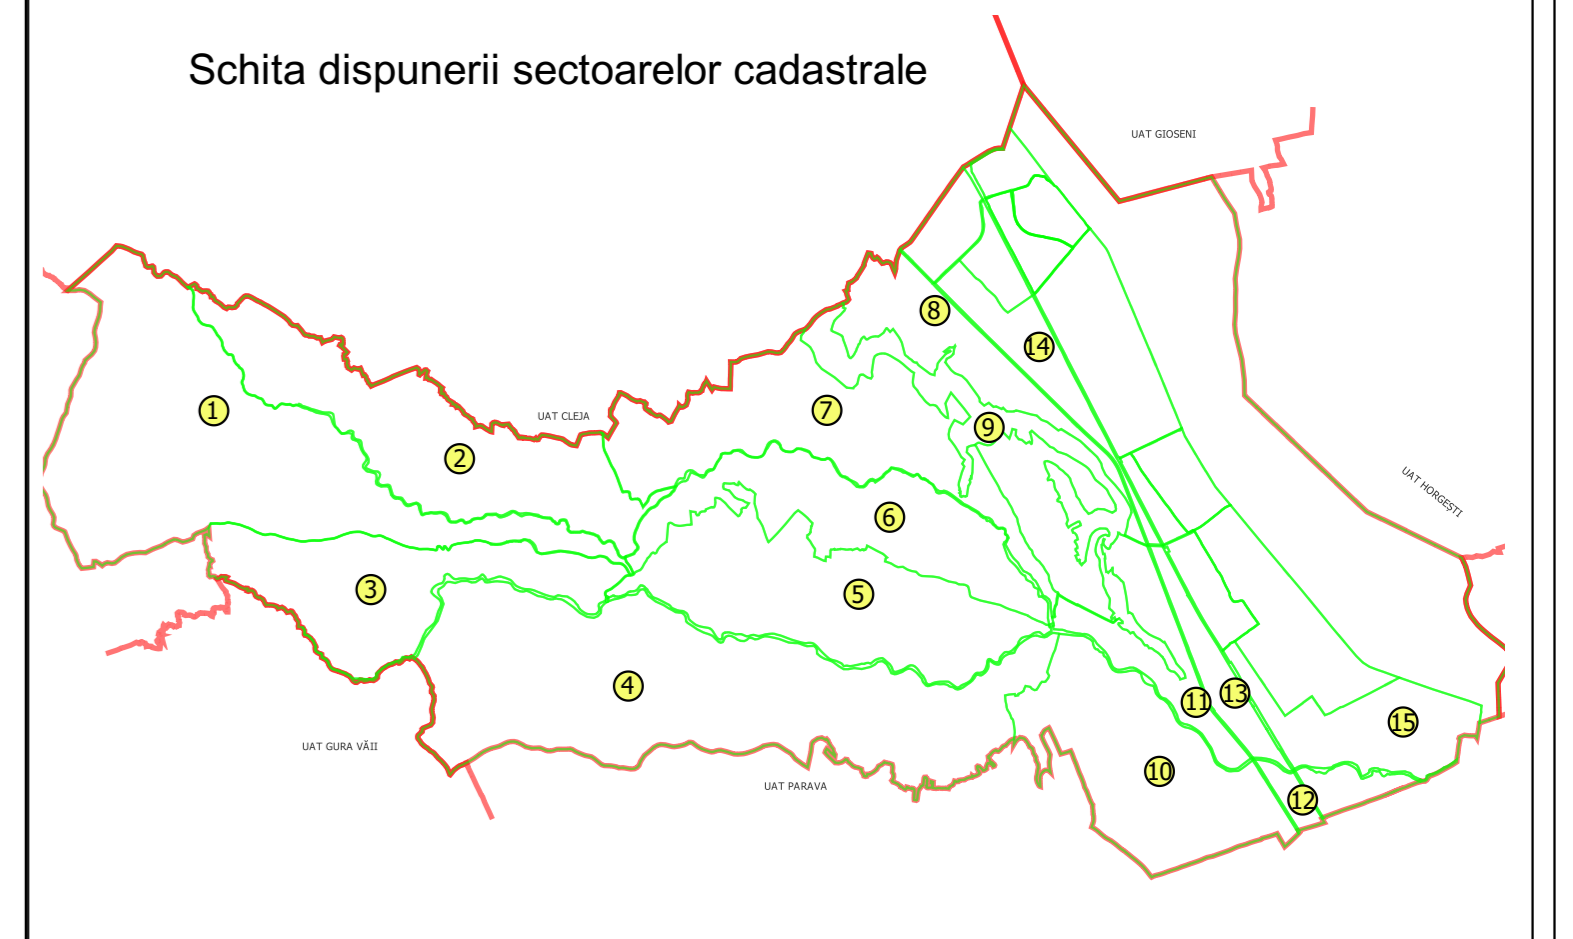 Schita dispunerii sectoarelor cadastrale
UAT GIOSENI
8
14
1
7
UAT CLEJA
9
2
UAT HORGEȘTI
6
3
5
4
13
11
15
UAT GURA VĂII
10
UAT PARAVA
12